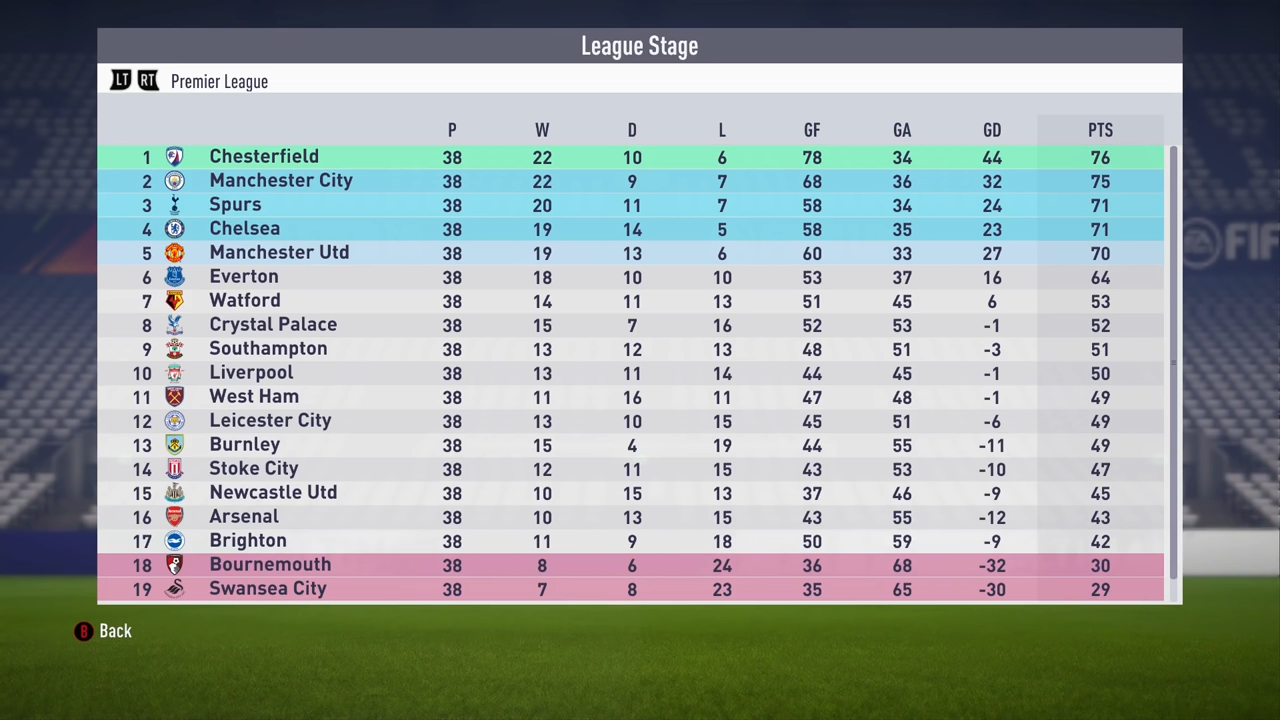 League Stage
LT RT Premier League
P W D L GF GA GD PTS
1 Chesterfield 38 22 10 6 78 34 44 76
2 Manchester City 38 22 9 7 68 36 32 75
3 Spurs 38 20 11 7 58 34 24 71
4 Chelsea 38 19 14 5 58 35 23 71
5 Manchester Utd 38 19 13 6 60 33 27 70
6 Everton 38 18 10 10 53 37 16 64
7 Watford 38 14 11 13 51 45 6 53
8 Crystal Palace 38 15 7 16 52 53 -1 52
9 Southampton 38 13 12 13 48 51 -3 51
10 Liverpool 38 13 11 14 44 45 -1 50
11 West Ham 38 11 16 11 47 48 -1 49
12 Leicester City 38 13 10 15 45 51 -6 49
13 Burnley 38 15 4 19 44 55 -11 49
14 Stoke City 38 12 11 15 43 53 -10 47
15 Newcastle Utd 38 10 15 13 37 46 -9 45
16 Arsenal 38 10 13 15 43 55 -12 43
17 Brighton 38 11 9 18 50 59 -9 42
18 Bournemouth 38 8 6 24 36 68 -32 30
19 Swansea City 38 7 8 23 35 65 -30 29
B Back
EA FIF